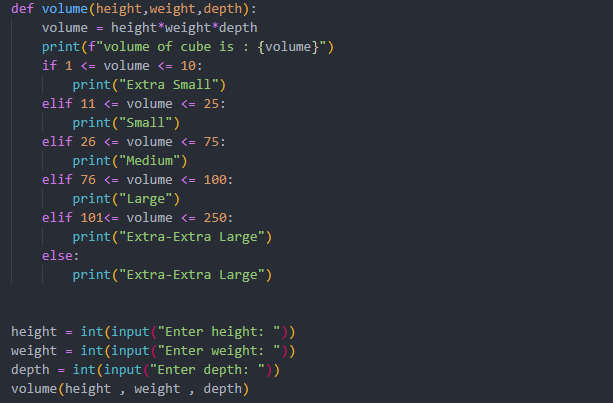 def volume(height,weight,depth):
    volume = height*weight*depth
    print(f"volume of cube is : {volume}")
    if 1 <= volume <= 10:
        print("Extra Small")
    elif 11 <= volume <= 25:
        print("Small")
    elif 26 <= volume <= 75:
        print("Medium")
    elif 76 <= volume <= 100:
        print("Large")
    elif 101<= volume <= 250:
        print("Extra-Extra Large")
    else:
        print("Extra-Extra Large")
height = int(input("Enter height: "))
weight = int(input("Enter weight: "))
depth = int(input("Enter depth: "))
volume(height , weight , depth)